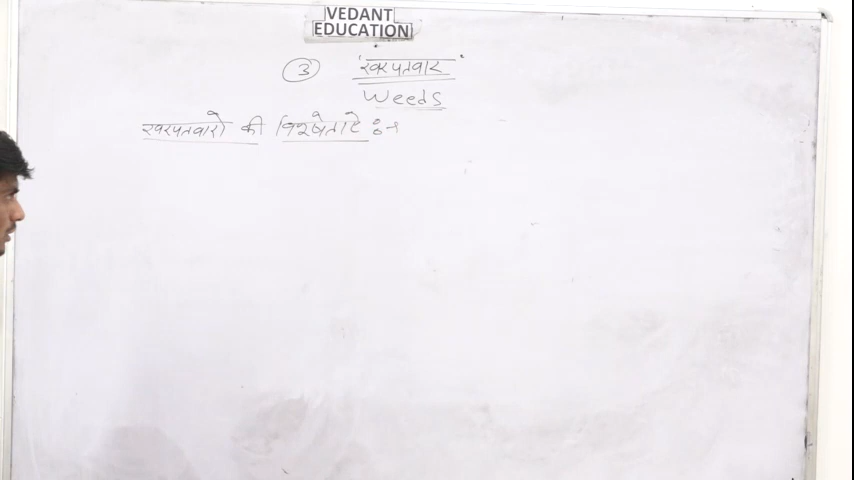 VEDANT
EDUCATION
③ "खरपतवार"
Weeds
खरपतवारो की विशेषताऐ :-